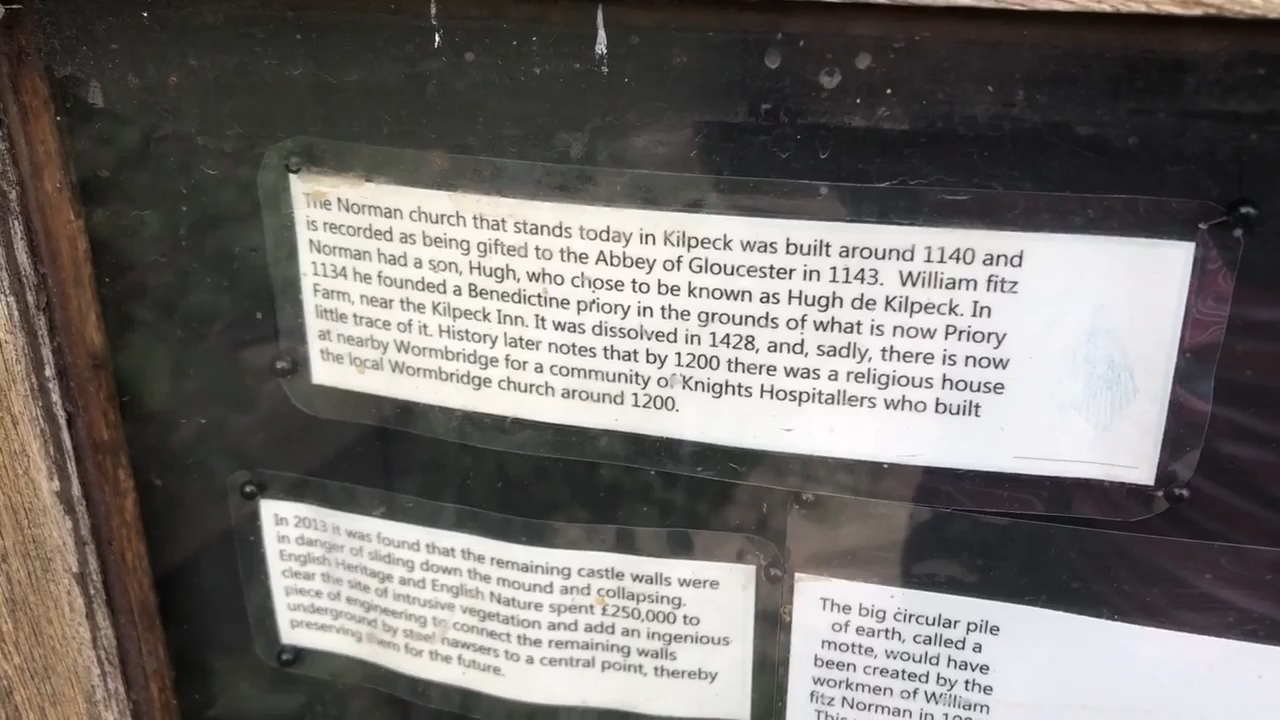 The Norman church that stands today in Kilpeck was built around 1140 and
is recorded as being gifted to the Abbey of Gloucester in 1143. William fitz
Norman had a son, Hugh, who chose to be known as Hugh de Kilpeck. In
1134 he founded a Benedictine priory in the grounds of what is now Priory
Farm, near the Kilpeck Inn. It was dissolved in 1428, and, sadly, there is now
little trace of it. History later notes that by 1200 there was a religious house
at nearby Wormbridge for a community of Knights Hospitallers who built
the local Wormbridge church around 1200.
In 2013 it was found that the remaining castle walls were
in danger of sliding down the mound and collapsing.
English Heritage and English Nature spent £250,000 to
clear the site of intrusive vegetation and add an ingenious
piece of engineering to connect the remaining walls
underground by steel hawsers to a central point, thereby
preserving them for the future.
The big circular pile
of earth, called a
motte, would have
been created by the
workmen of William
fitz Norman in
This